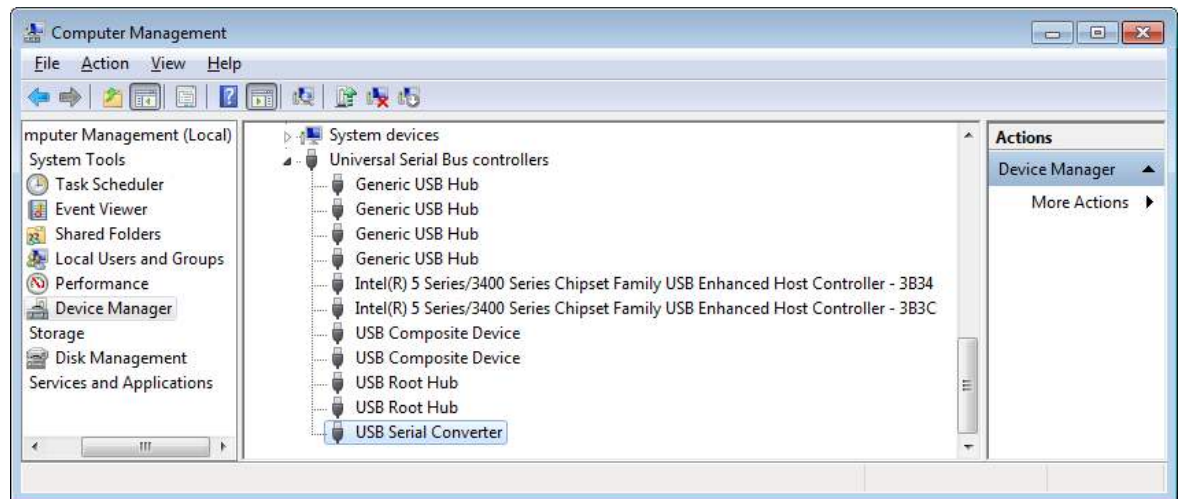 Computer Management
File Action View Help
mputer Management (Local)
System Tools
Task Scheduler
Event Viewer
Shared Folders
Local Users and Groups
Performance
Device Manager
Storage
Disk Management
Services and Applications
System devices
Universal Serial Bus controllers
Generic USB Hub
Generic USB Hub
Generic USB Hub
Generic USB Hub
Intel(R) 5 Series/3400 Series Chipset Family USB Enhanced Host Controller - 3B34
Intel(R) 5 Series/3400 Series Chipset Family USB Enhanced Host Controller - 3B3C
USB Composite Device
USB Composite Device
USB Root Hub
USB Root Hub
USB Serial Converter
Actions
Device Manager
More Actions